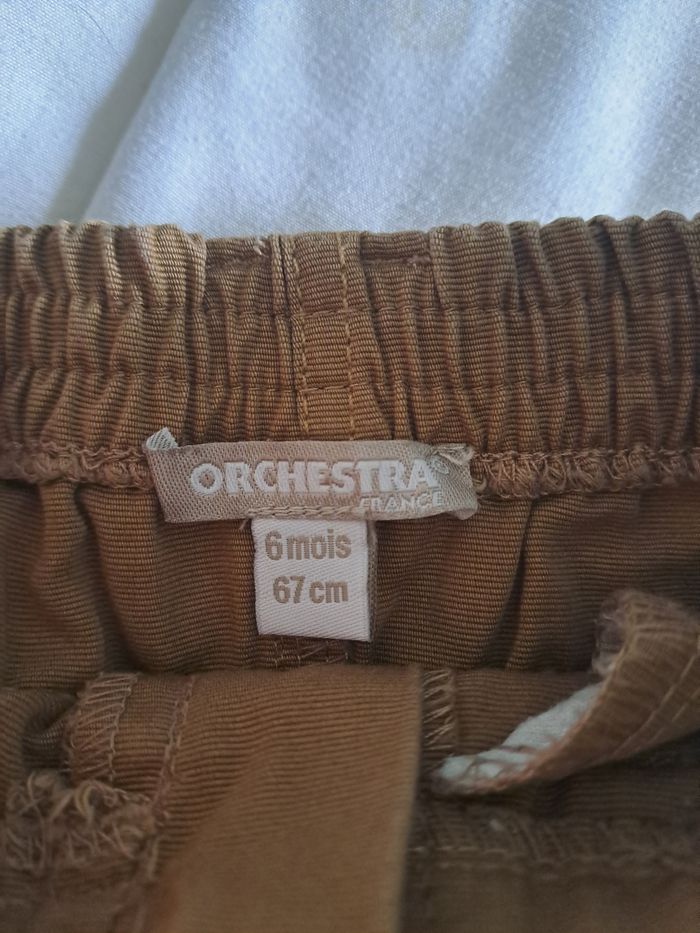 ORCHESTRA
FRANCE
6 mois
67 cm